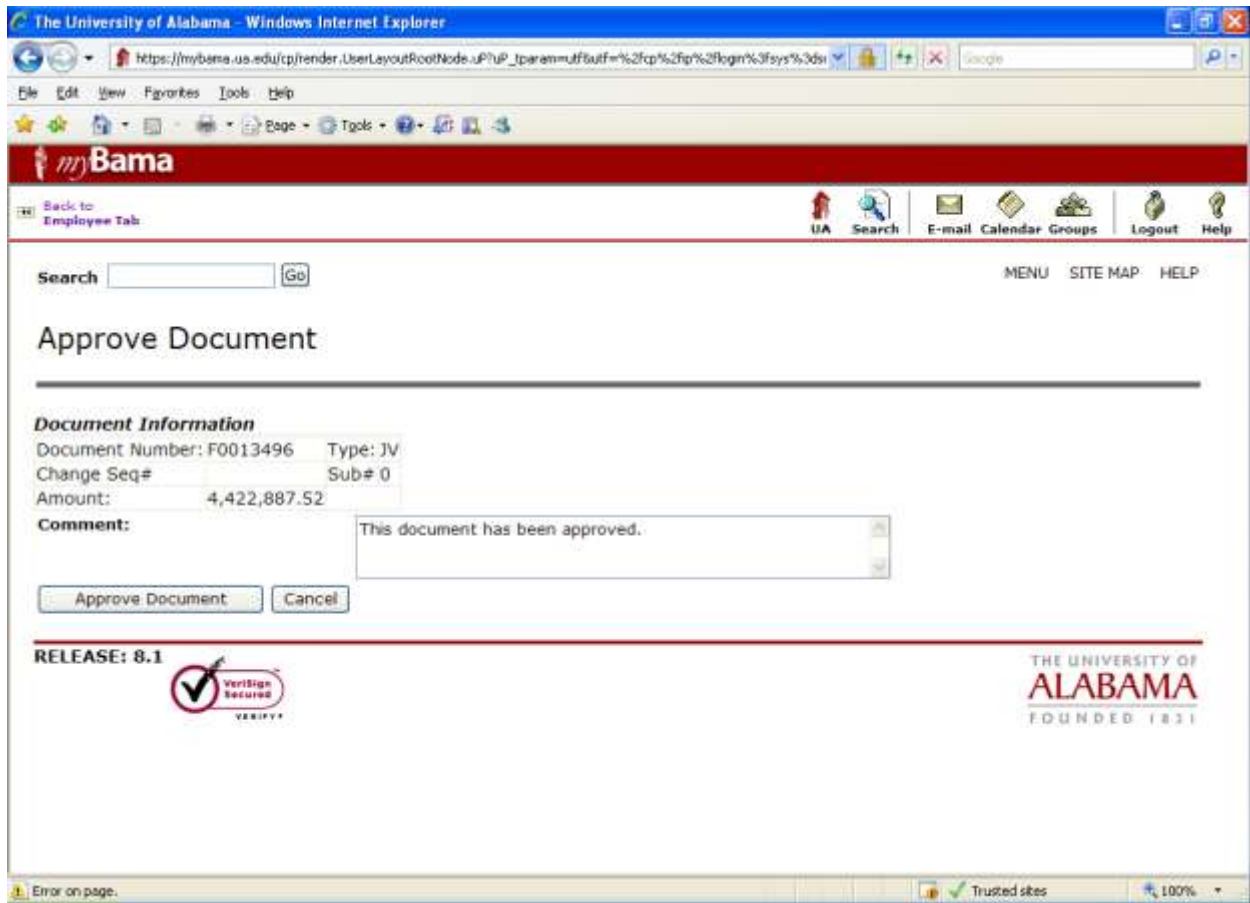 The University of Alabama - Windows Internet Explorer
https://mybama.ua.edu/cp/render.UserLayoutRootNode.uP?uP_tparam=utf&utf=%2fcp%2fip%2flogin%3fsys%3dsi
Google
File Edit View Favorites Tools Help
Page Tools
myBama
Back to
Employee Tab
UA Search E-mail Calendar Groups Logout Help
Search Go MENU SITE MAP HELP
Approve Document
Document Information
Document Number: F0013496 Type: JV
Change Seq# Sub# 0
Amount: 4,422,887.52
Comment: This document has been approved.
Approve Document Cancel
RELEASE: 8.1
VeriSign
Secured
VERIFY
THE UNIVERSITY OF
ALABAMA
FOUNDED 1831
Error on page. Trusted sites 100%